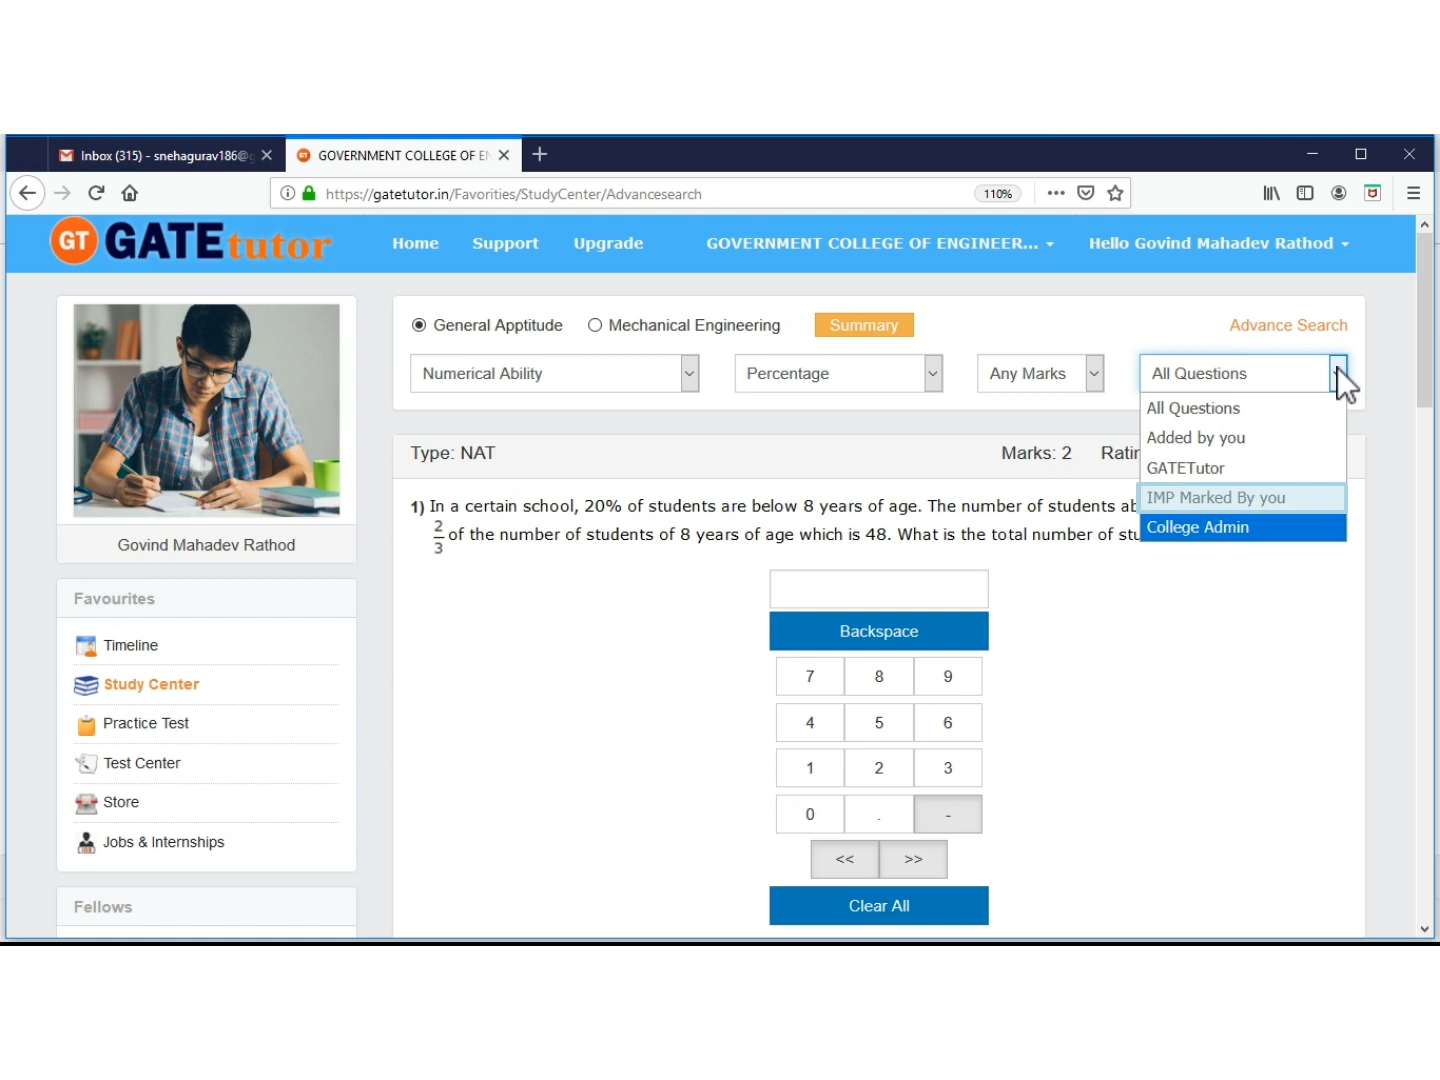 Inbox (315) - snehagurav186@
GOVERNMENT COLLEGE OF EN
https://gatetutor.in/Favorities/StudyCenter/Advancesearch
110%
GT GATEtutor
Home Support Upgrade GOVERNMENT COLLEGE OF ENGINEER... Hello Govind Mahadev Rathod
General Apptitude Mechanical Engineering Summary Advance Search
Numerical Ability Percentage Any Marks All Questions
All Questions
Added by you
GATETutor
IMP Marked By you
College Admin
Type: NAT Marks: 2
1) In a certain school, 20% of students are below 8 years of age. The number of students
2/3 of the number of students of 8 years of age which is 48. What is the total number of
Govind Mahadev Rathod
Favourites
Timeline
Study Center
Practice Test
Test Center
Store
Jobs & Internships
Fellows
Backspace
7 8 9
4 5 6
1 2 3
0 . -
<< >>
Clear All